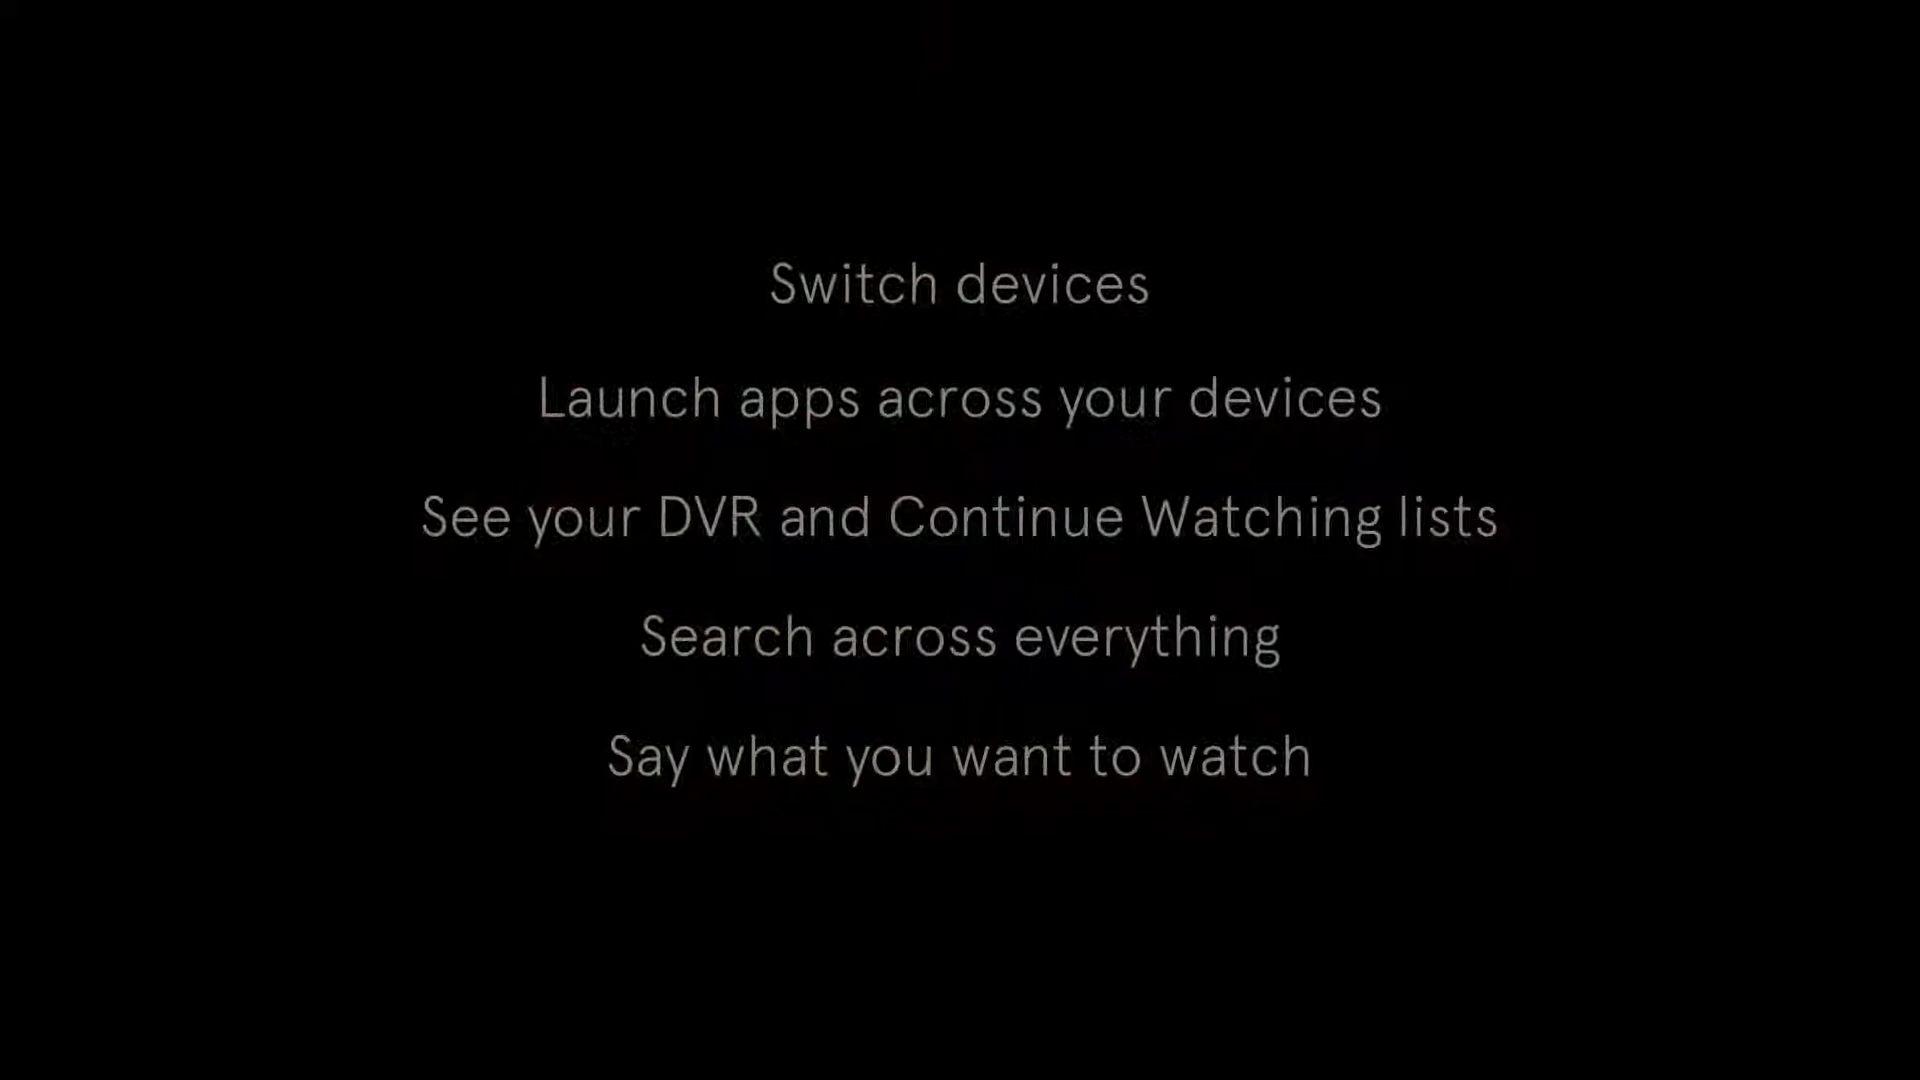 Switch devices
Launch apps across your devices
See your DVR and Continue Watching lists
Search across everything
Say what you want to watch